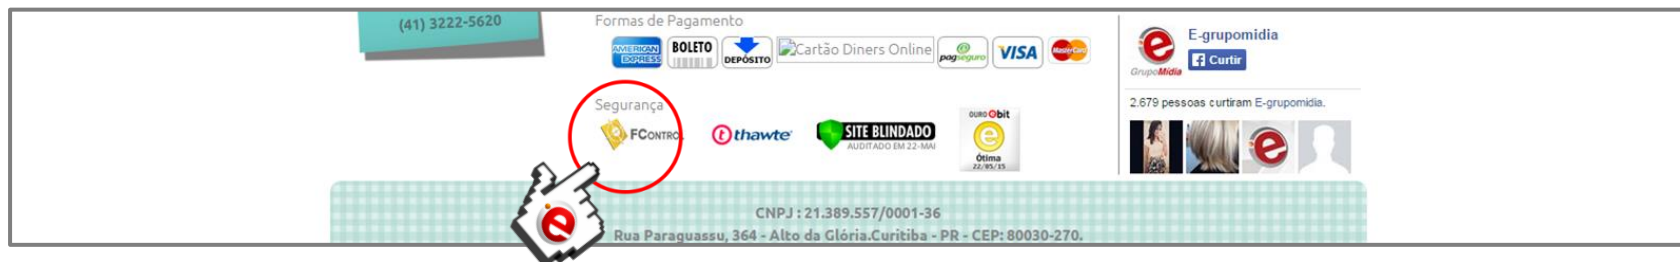 (41) 3222-5620
Formas de Pagamento
AMERICAN EXPRESS
BOLETO
DEPÓSITO
Cartão Diners Online
pagseguro
VISA
MasterCard
Segurança
FCONTROL
thawte
SITE BLINDADO
AUDITADO EM 22-MAI
OURO ebit
Ótima
22/05/15
E-grupomidia
Curtir
GrupoMídia
2.679 pessoas curtiram E-grupomidia.
CNPJ : 21.389.557/0001-36
Rua Paraguassu, 364 - Alto da Glória.Curitiba - PR - CEP: 80030-270.